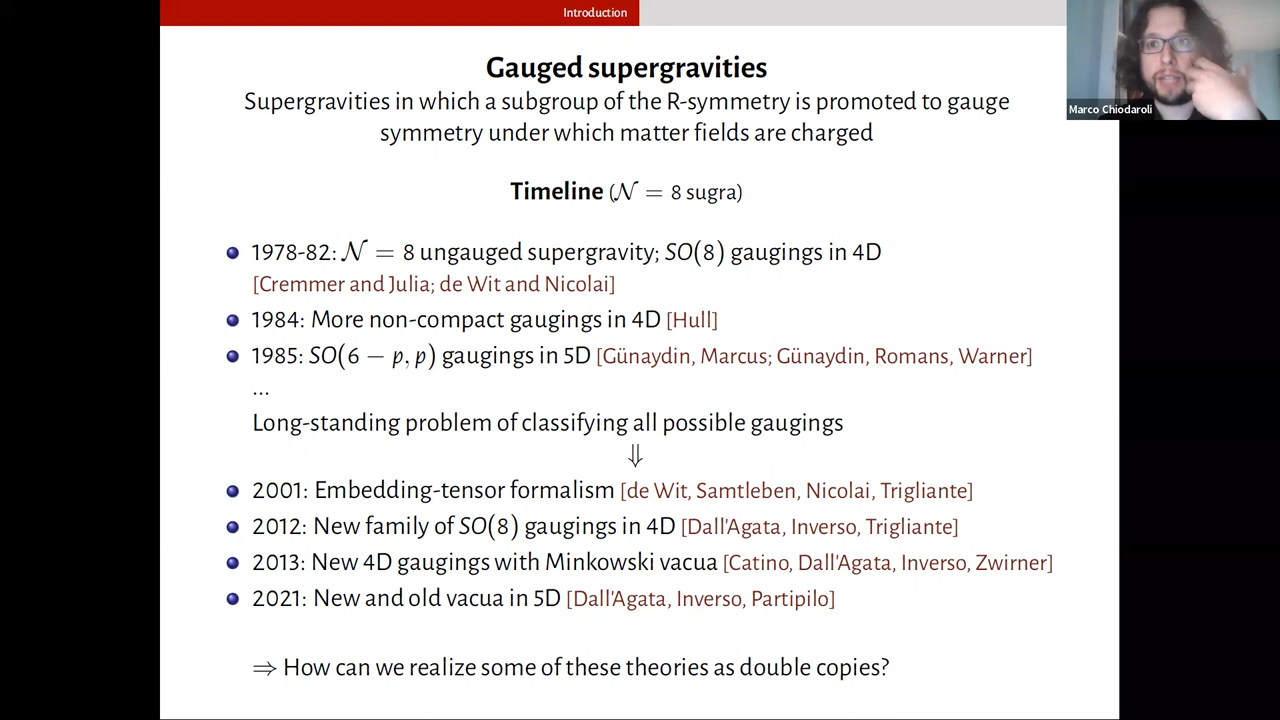 Introduction
Gauged supergravities
Supergravities in which a subgroup of the R-symmetry is promoted to gauge
symmetry under which matter fields are charged
Timeline (𝒩 = 8 sugra)
1978-82: 𝒩 = 8 ungauged supergravity; SO(8) gaugings in 4D
[Cremmer and Julia; de Wit and Nicolai]
1984: More non-compact gaugings in 4D [Hull]
1985: SO(6 − p, p) gaugings in 5D [Günaydin, Marcus; Günaydin, Romans, Warner]
...
Long-standing problem of classifying all possible gaugings
⇓
2001: Embedding-tensor formalism [de Wit, Samtleben, Nicolai, Trigliante]
2012: New family of SO(8) gaugings in 4D [Dall'Agata, Inverso, Trigliante]
2013: New 4D gaugings with Minkowski vacua [Catino, Dall'Agata, Inverso, Zwirner]
2021: New and old vacua in 5D [Dall'Agata, Inverso, Partipilo]
⇒ How can we realize some of these theories as double copies?
Marco Chiodaroli